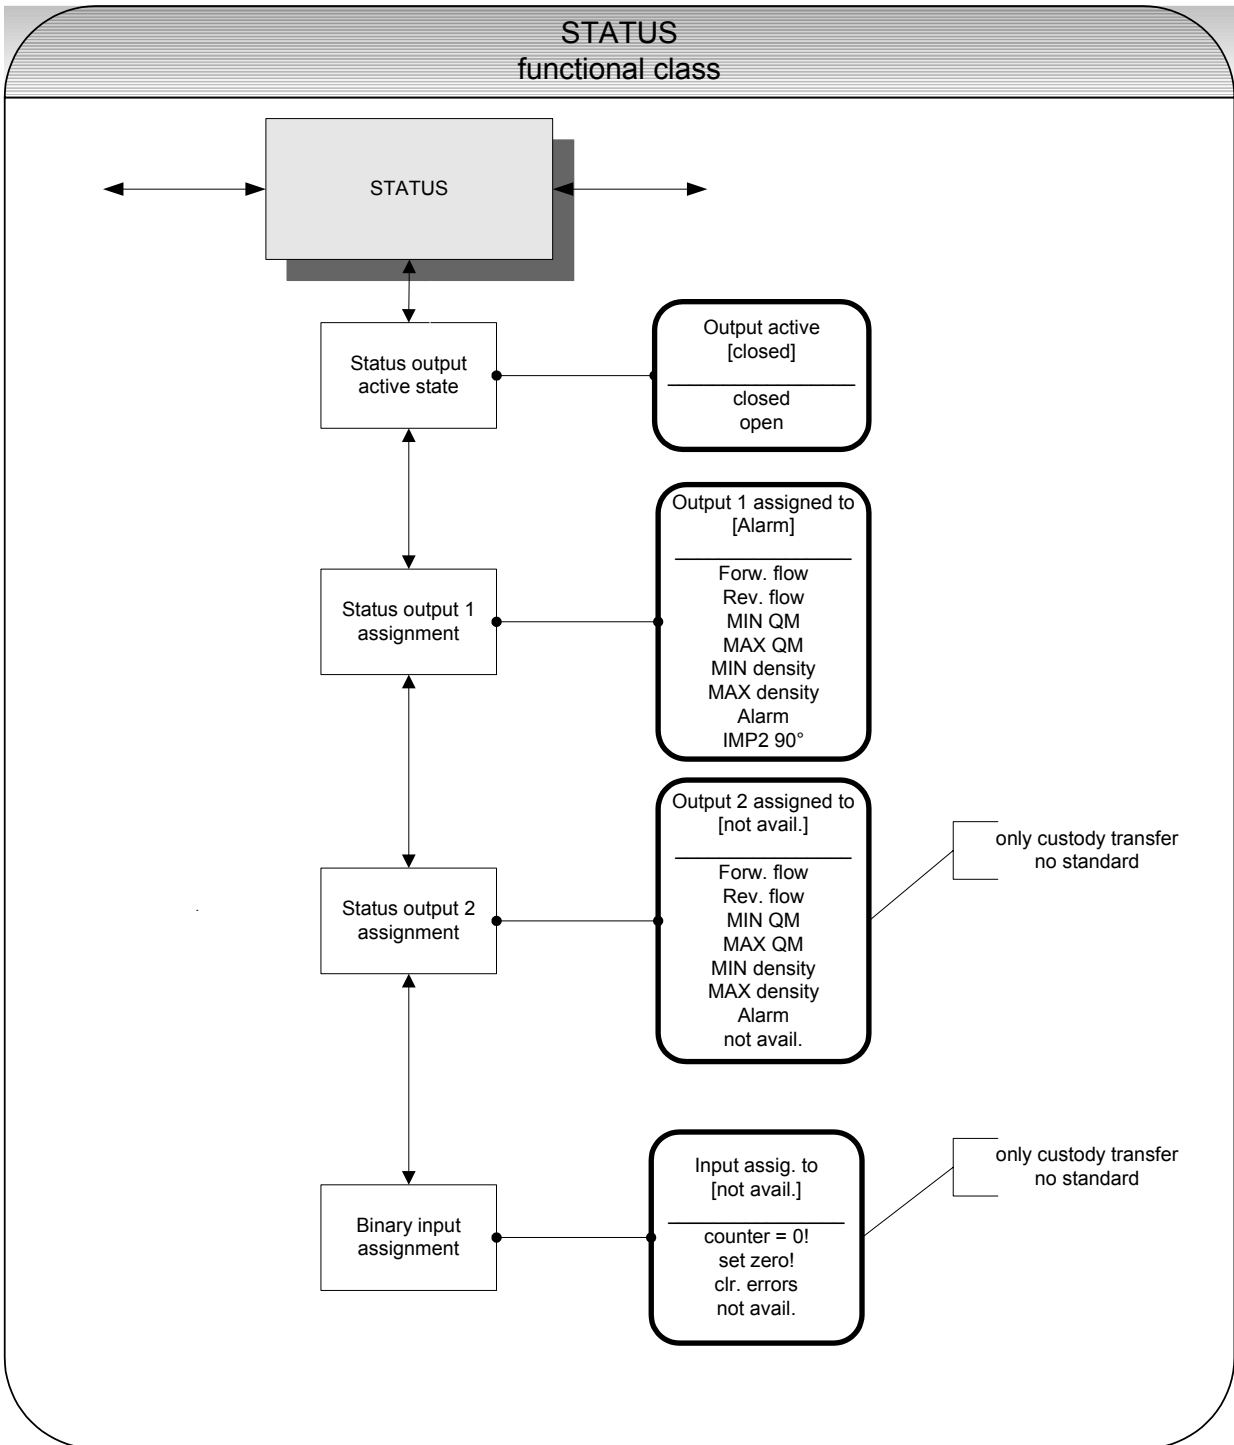 STATUS
functional class
STATUS
Status output
active state
Output active
[closed]
closed
open
Status output 1
assignment
Output 1 assigned to
[Alarm]
Forw. flow
Rev. flow
MIN QM
MAX QM
MIN density
MAX density
Alarm
IMP2 90°
Status output 2
assignment
Output 2 assigned to
[not avail.]
Forw. flow
Rev. flow
MIN QM
MAX QM
MIN density
MAX density
Alarm
not avail.
only custody transfer
no standard
Binary input
assignment
Input assig. to
[not avail.]
counter = 0!
set zero!
clr. errors
not avail.
only custody transfer
no standard